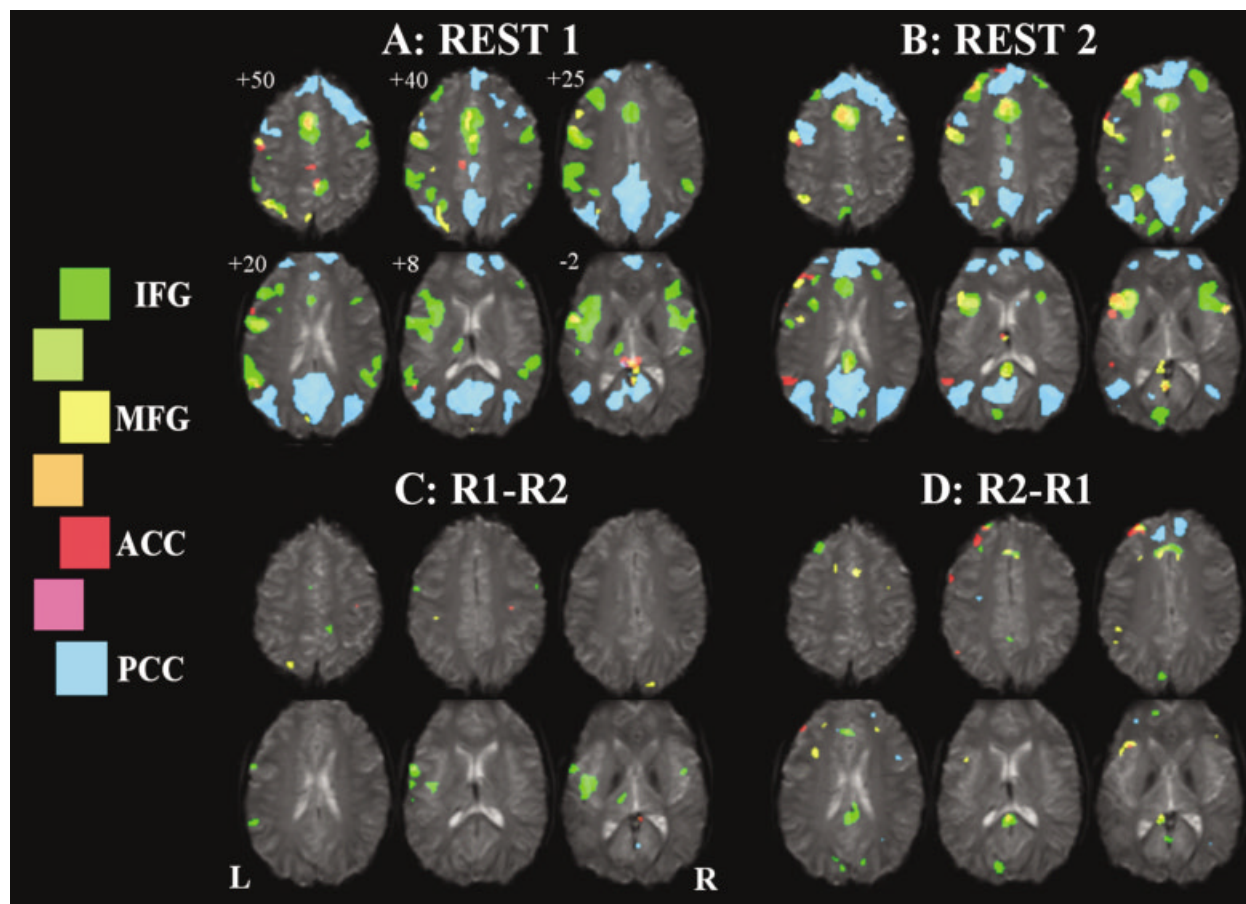 A: REST 1
B: REST 2
+50
+40
+25
+20
+8
-2
IFG
MFG
ACC
PCC
C: R1-R2
D: R2-R1
L
R